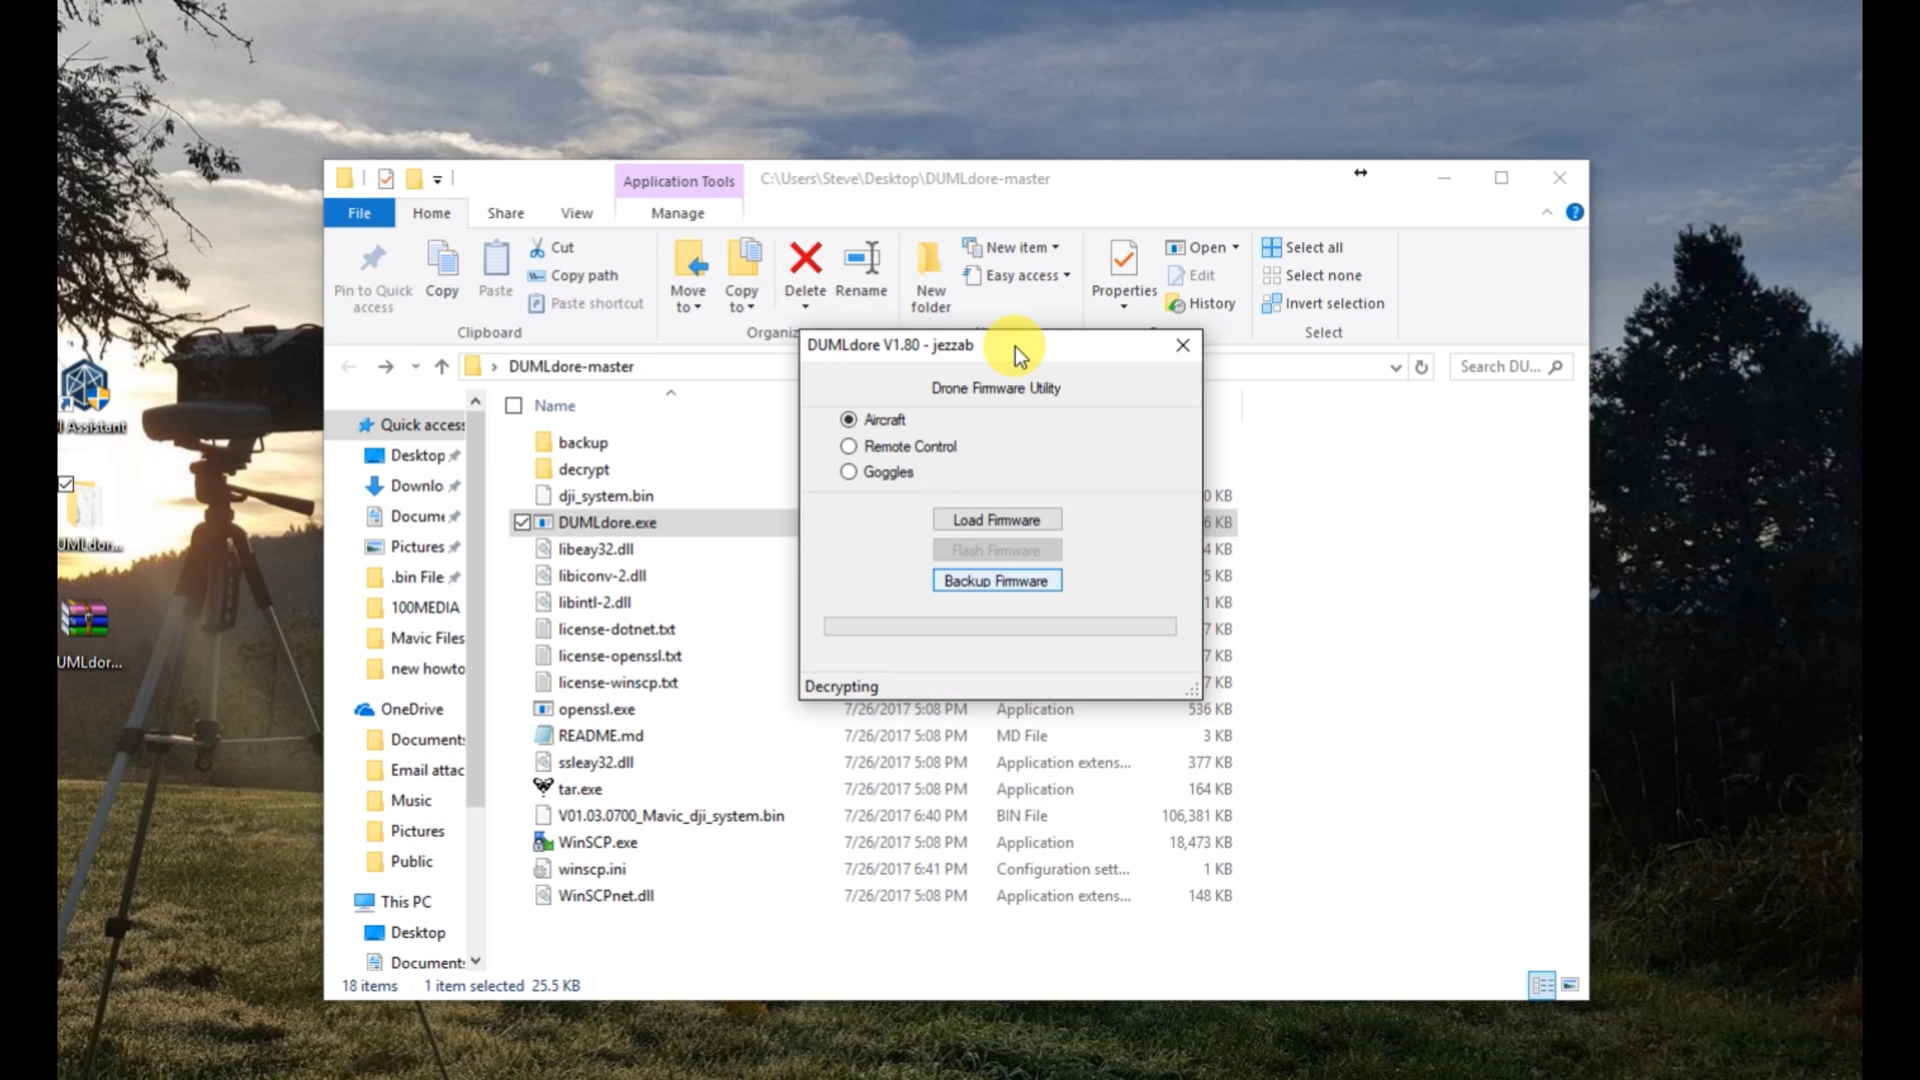 Application Tools
C:\Users\Steve\Desktop\DUMLdore-master
File
Home
Share
View
Manage
Pin to Quick access
Copy
Paste
Cut
Copy path
Paste shortcut
Clipboard
Move to
Copy to
Delete
Rename
Organiz
New folder
New item
Easy access
Properties
Open
Edit
History
Select all
Select none
Invert selection
Select
DUMLdore-master
Search DU...
DUMLdore V1.80 - jezzab
Drone Firmware Utility
Aircraft
Remote Control
Goggles
Load Firmware
Flash Firmware
Backup Firmware
Decrypting
Assistant
UMLdor...
Quick access
Desktop
Downlo
Docume
Pictures
.bin File
100MEDIA
Mavic Files
new howto
OneDrive
Document
Email attac
Music
Pictures
Public
This PC
Desktop
Document
Name
backup
decrypt
dji_system.bin 0 KB
DUMLdore.exe 6 KB
libeay32.dll 4 KB
libiconv-2.dll 5 KB
libintl-2.dll 1 KB
license-dotnet.txt 7 KB
license-openssl.txt 7 KB
license-winscp.txt 7 KB
openssl.exe 7/26/2017 5:08 PM Application 536 KB
README.md 7/26/2017 5:08 PM MD File 3 KB
ssleay32.dll 7/26/2017 5:08 PM Application extens... 377 KB
tar.exe 7/26/2017 5:08 PM Application 164 KB
V01.03.0700_Mavic_dji_system.bin 7/26/2017 6:40 PM BIN File 106,381 KB
WinSCP.exe 7/26/2017 5:08 PM Application 18,473 KB
winscp.ini 7/26/2017 6:41 PM Configuration sett... 1 KB
WinSCPnet.dll 7/26/2017 5:08 PM Application extens... 148 KB
UMLdor...
18 items 1 item selected 25.5 KB